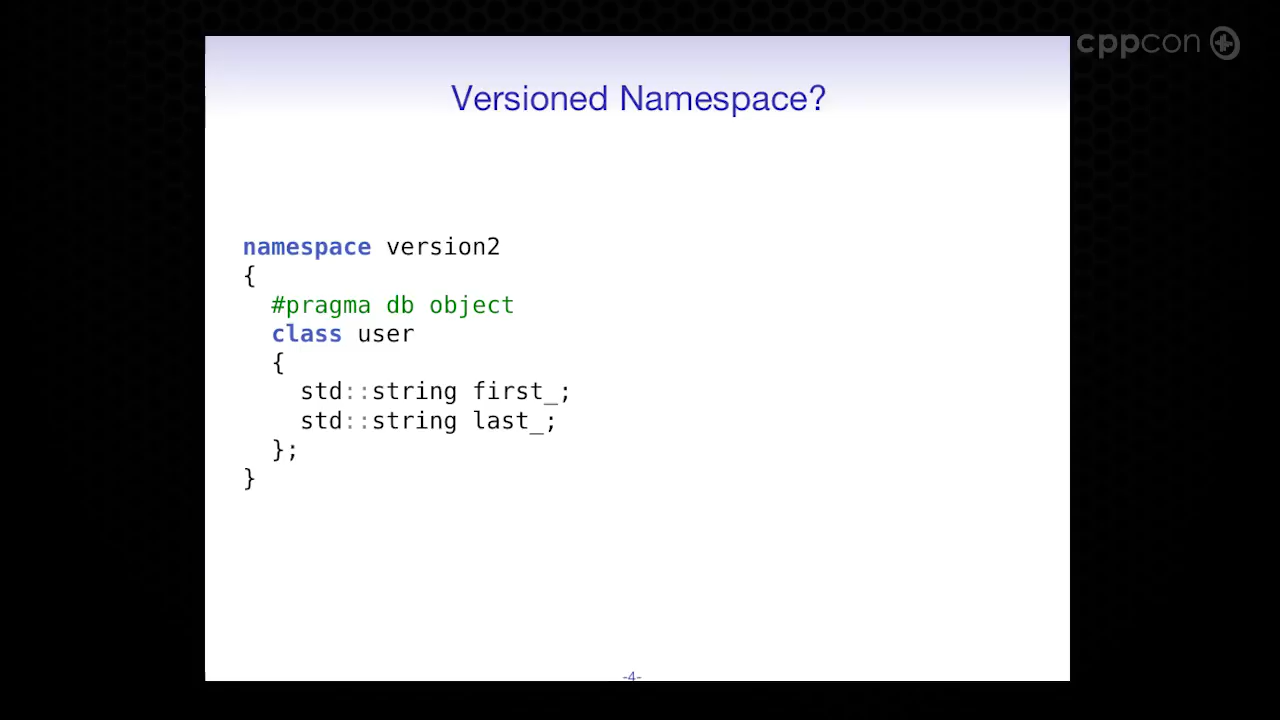 cppcon
Versioned Namespace?
namespace version2
{
#pragma db object
class user
{
std::string first_;
std::string last_;
};
}
-4-